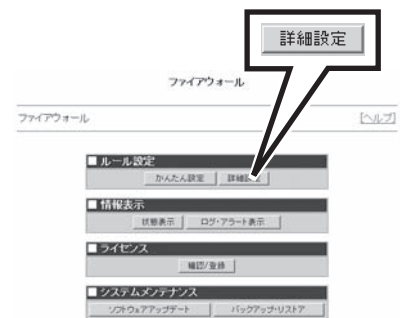 詳細設定
ファイアウォール
ファイアウォール [ヘルプ]
■ ルール設定
かんたん設定 詳細設定
■ 情報表示
状態表示 ログ・アラート表示
■ ライセンス
確認/登録
■ システムメンテナンス
ソフトウェアアップデート バックアップ・リストア